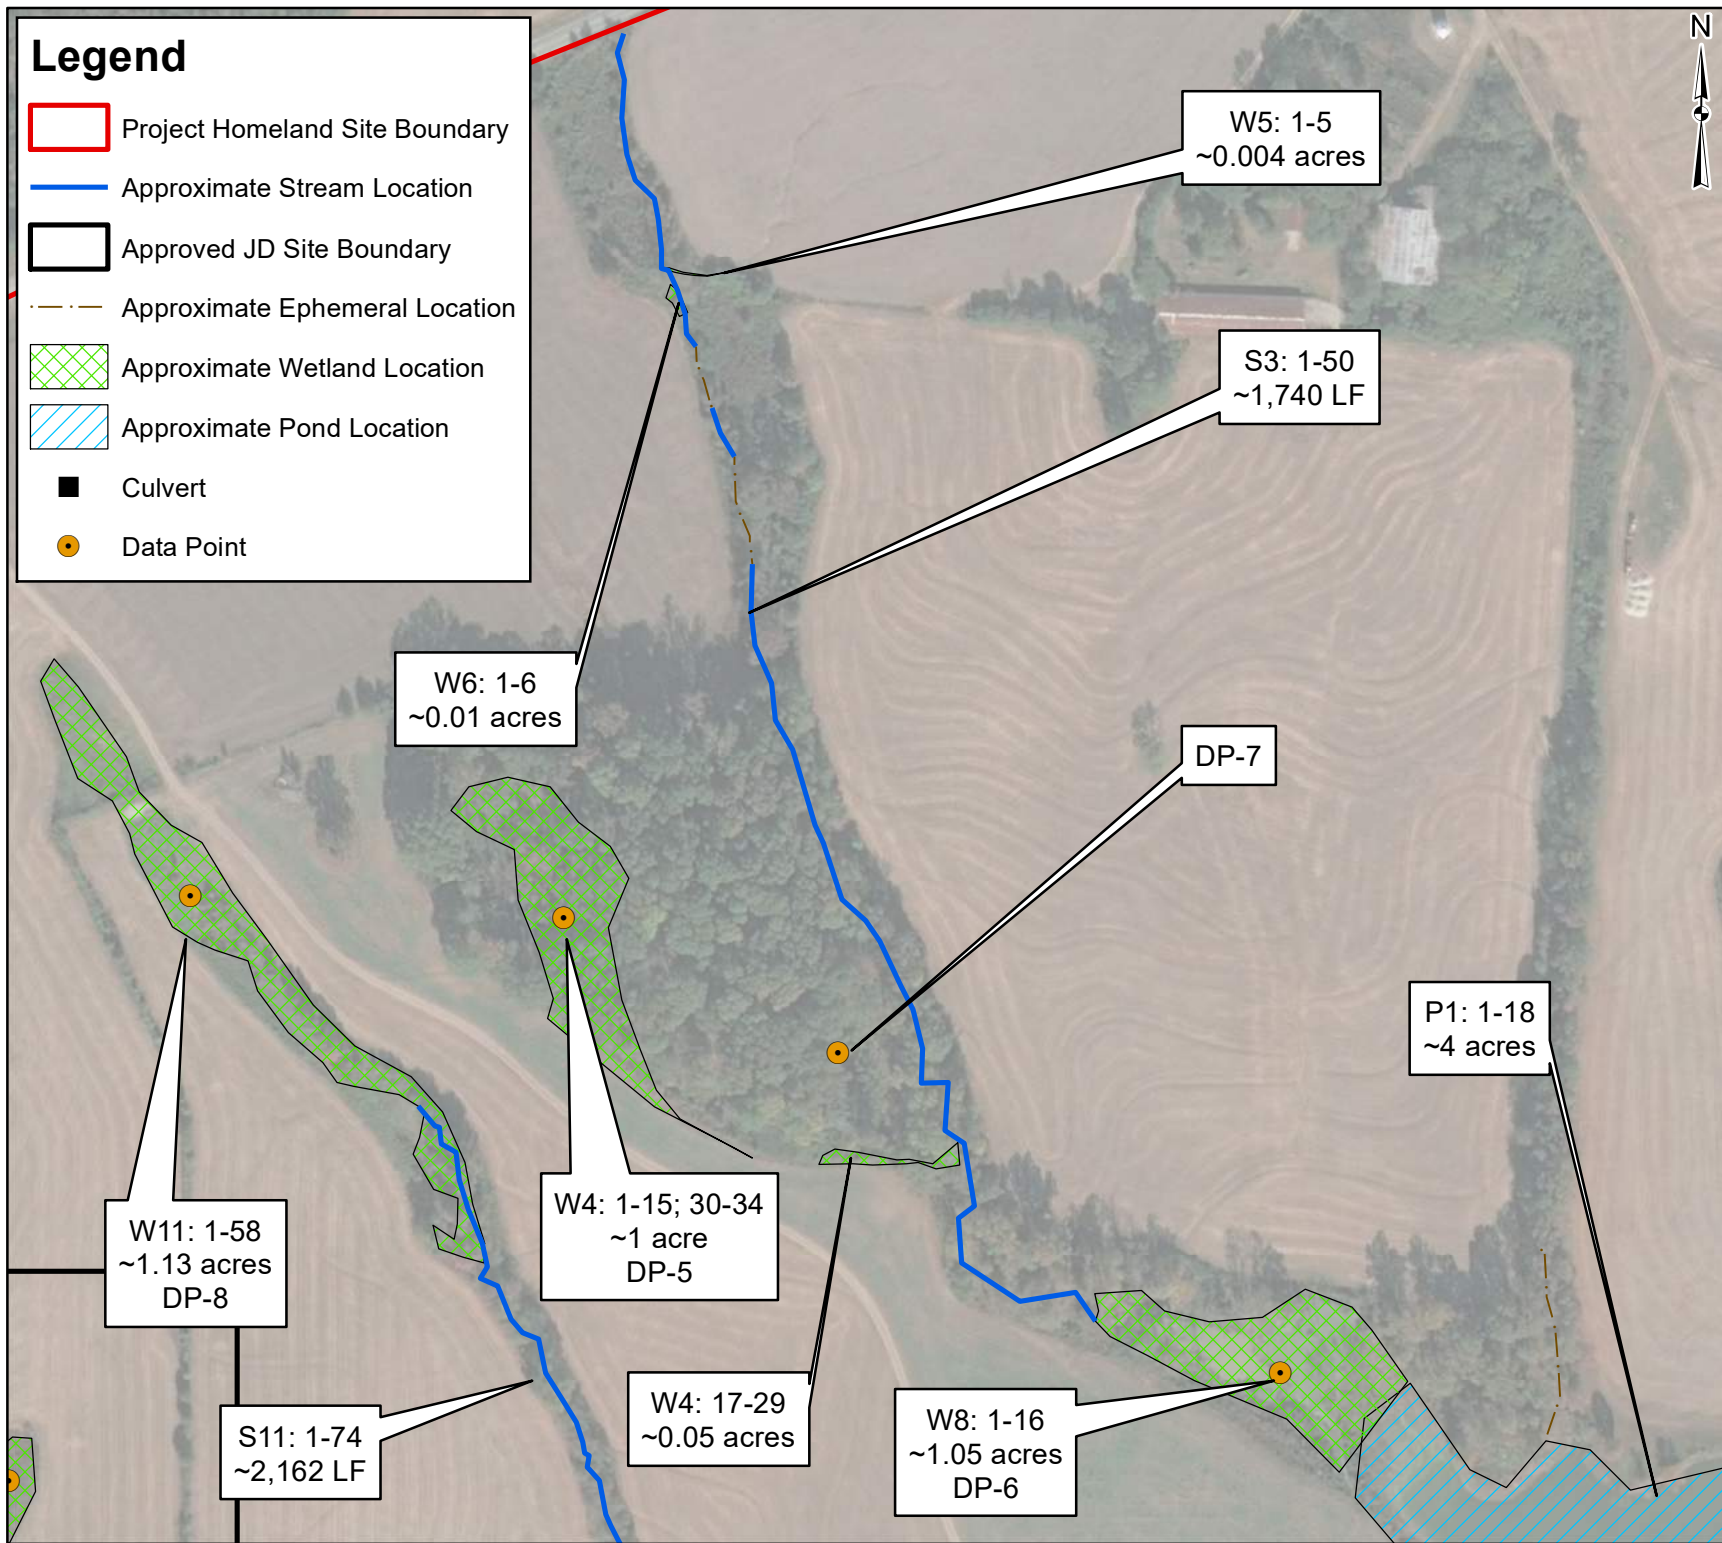 Legend
Project Homeland Site Boundary
Approximate Stream Location
Approved JD Site Boundary
Approximate Ephemeral Location
Approximate Wetland Location
Approximate Pond Location
Culvert
Data Point
N
W5: 1-5
~0.004 acres
S3: 1-50
~1,740 LF
W6: 1-6
~0.01 acres
DP-7
P1: 1-18
~4 acres
W11: 1-58
~1.13 acres
DP-8
W4: 1-15; 30-34
~1 acre
DP-5
W4: 17-29
~0.05 acres
W8: 1-16
~1.05 acres
DP-6
S11: 1-74
~2,162 LF